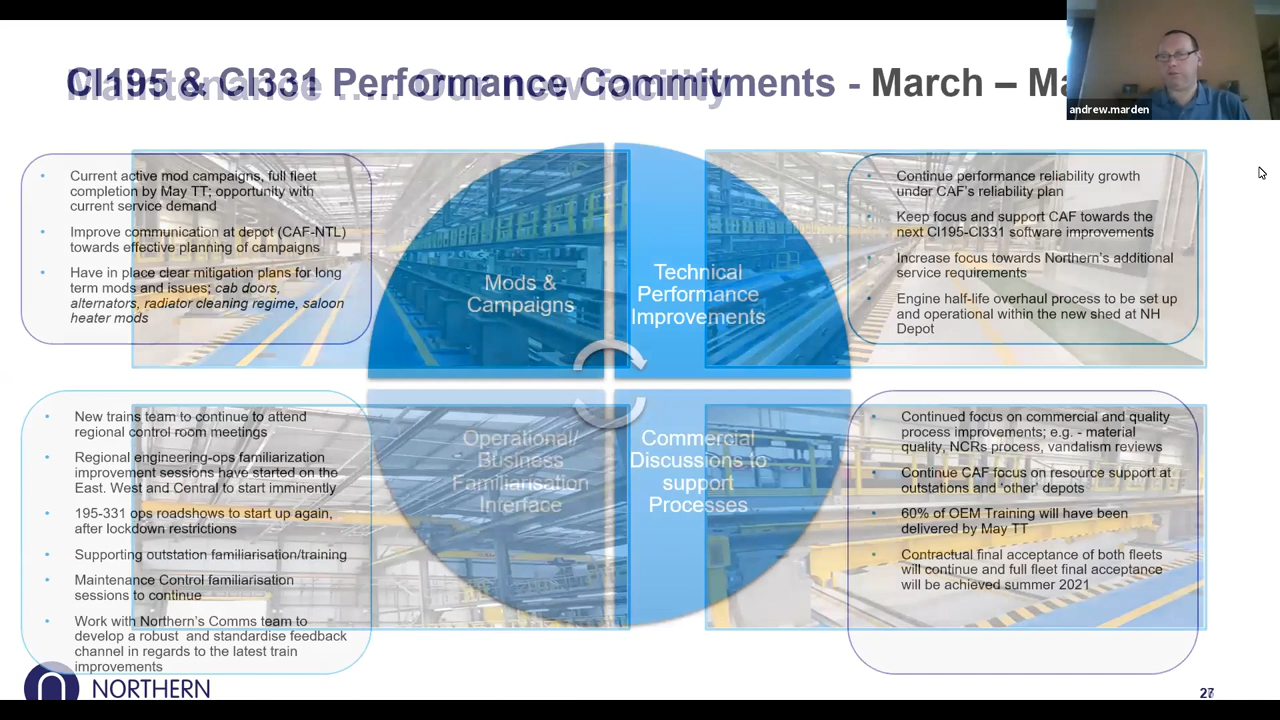 CI195 & CI331 Performance Commitments - March – Ma
Maintenance ..... Our new facility
andrew.marden
Current active mod campaigns, full fleet
completion by May TT; opportunity with
current service demand
Improve communication at depot (CAF-NTL)
towards effective planning of campaigns
Have in place clear mitigation plans for long
term mods and issues; cab doors,
alternators, radiator cleaning regime, saloon
heater mods
Mods &
Campaigns
Technical
Performance
Improvements
Continue performance reliability growth
under CAF's reliability plan
Keep focus and support CAF towards the
next CI195-CI331 software improvements
Increase focus towards Northern's additional
service requirements
Engine half-life overhaul process to be set up
and operational within the new shed at NH
Depot
New trains team to continue to attend
regional control room meetings
Regional engineering-ops familiarization
improvement sessions have started on the
East. West and Central to start imminently
195-331 ops roadshows to start up again,
after lockdown restrictions
Supporting outstation familiarisation/training
Maintenance Control familiarisation
sessions to continue
Work with Northern's Comms team to
develop a robust and standardise feedback
channel in regards to the latest train
improvements
Operational/
Business
Familiarisation
Interface
Commercial
Discussions to
support
Processes
Continued focus on commercial and quality
process improvements; e.g. - material
quality, NCRs process, vandalism reviews
Continue CAF focus on resource support at
outstations and 'other' depots
60% of OEM Training will have been
delivered by May TT
Contractual final acceptance of both fleets
will continue and full fleet final acceptance
will be achieved summer 2021
n NORTHERN